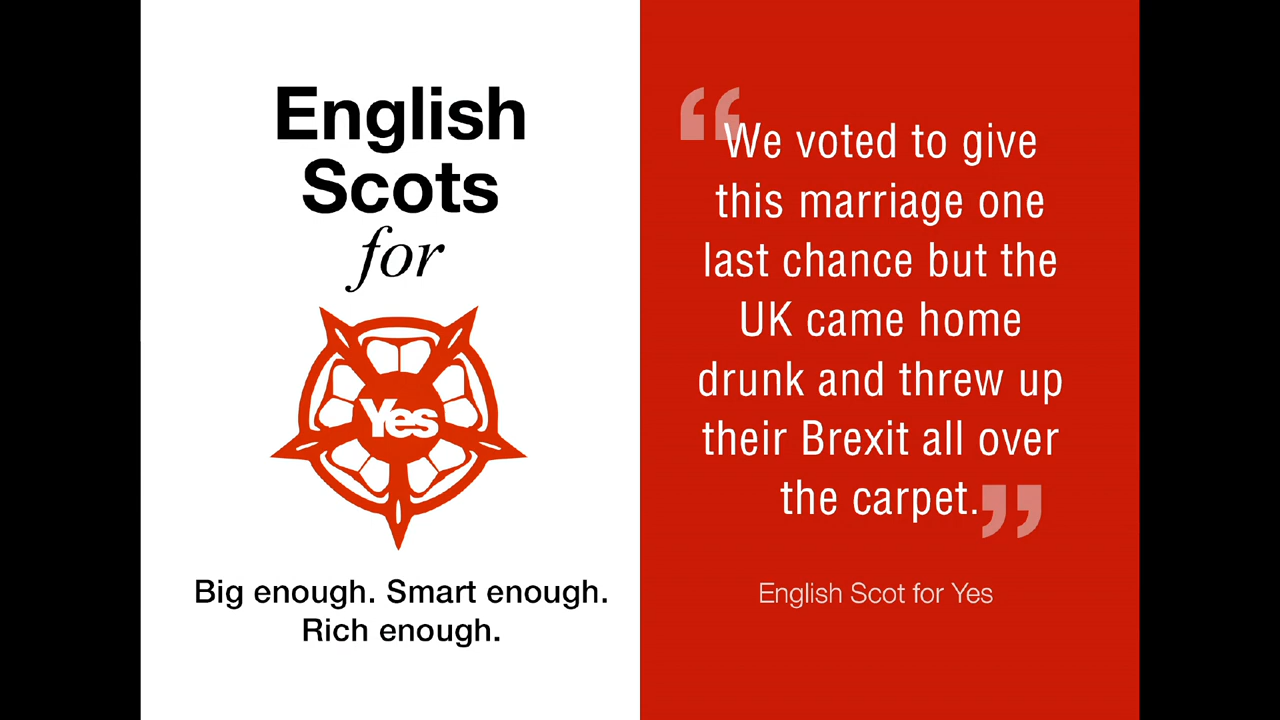 English
Scots
for
Yes
Big enough. Smart enough.
Rich enough.
“We voted to give
this marriage one
last chance but the
UK came home
drunk and threw up
their Brexit all over
the carpet.”
English Scot for Yes